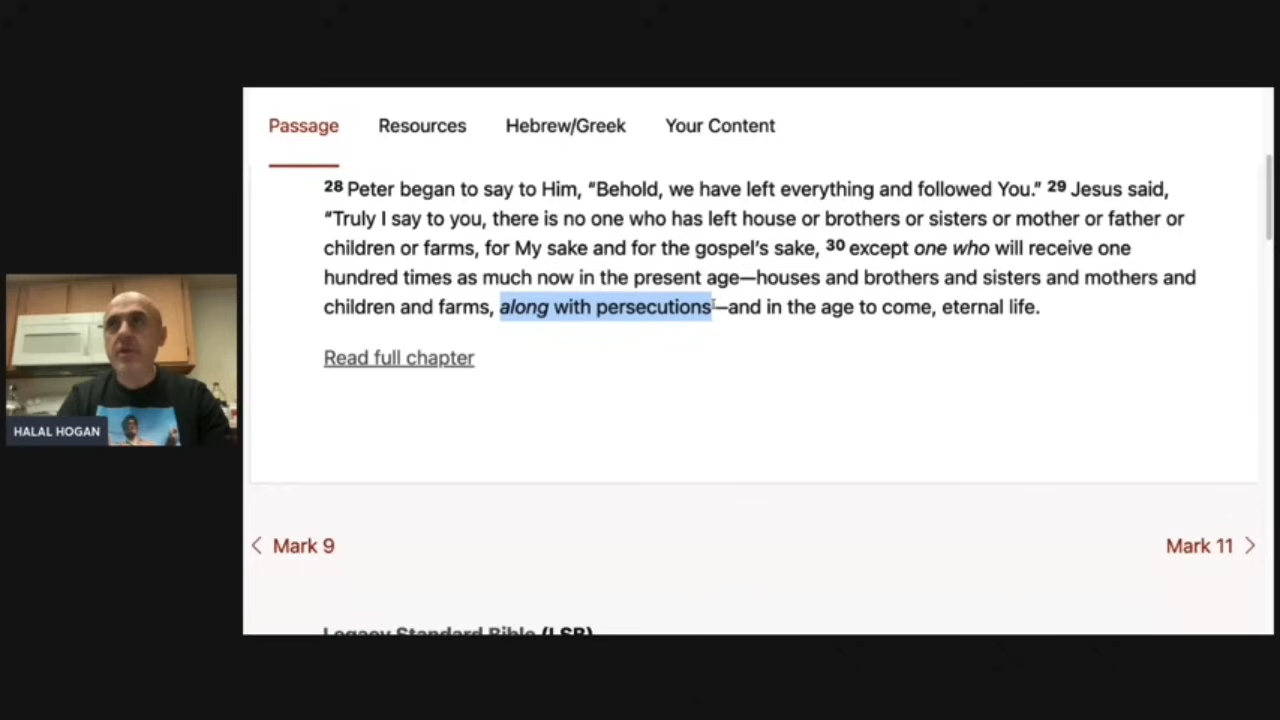 Passage Resources Hebrew/Greek Your Content
28 Peter began to say to Him, “Behold, we have left everything and followed You.” 29 Jesus said,
“Truly I say to you, there is no one who has left house or brothers or sisters or mother or father or
children or farms, for My sake and for the gospel’s sake, 30 except one who will receive one
hundred times as much now in the present age—houses and brothers and sisters and mothers and
children and farms, along with persecutions—and in the age to come, eternal life.
Read full chapter
HALAL HOGAN
Mark 9 Mark 11
Legacy Standard Bible (LSB)